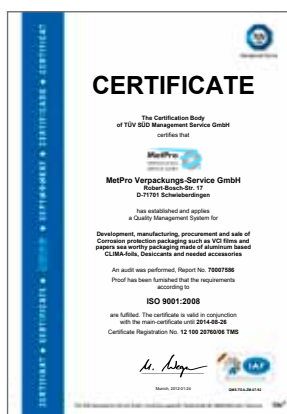 CERTIFICATE
The Certification Body
of TÜV SÜD Management Service GmbH
certifies that
MetPro
MetPro Verpackungs-Service GmbH
Robert-Bosch-Str. 17
D-71701 Schwieberdingen
has established and applies
a Quality Management System for
Development, manufacturing, procurement and sale of
Corrosion protection packaging such as VCI films and
papers sea worthy packaging made of aluminum based
CLIMA-foils, Desiccants and needed accessories
An audit was performed, Report No. 70007586
Proof has been furnished that the requirements
according to
ISO 9001:2008
are fulfilled. The certificate is valid in conjunction
with the main-certificate until 2014-08-26
Certificate Registration No. 12 100 20760/06 TMS
Munich, 2012-01-24
IAF